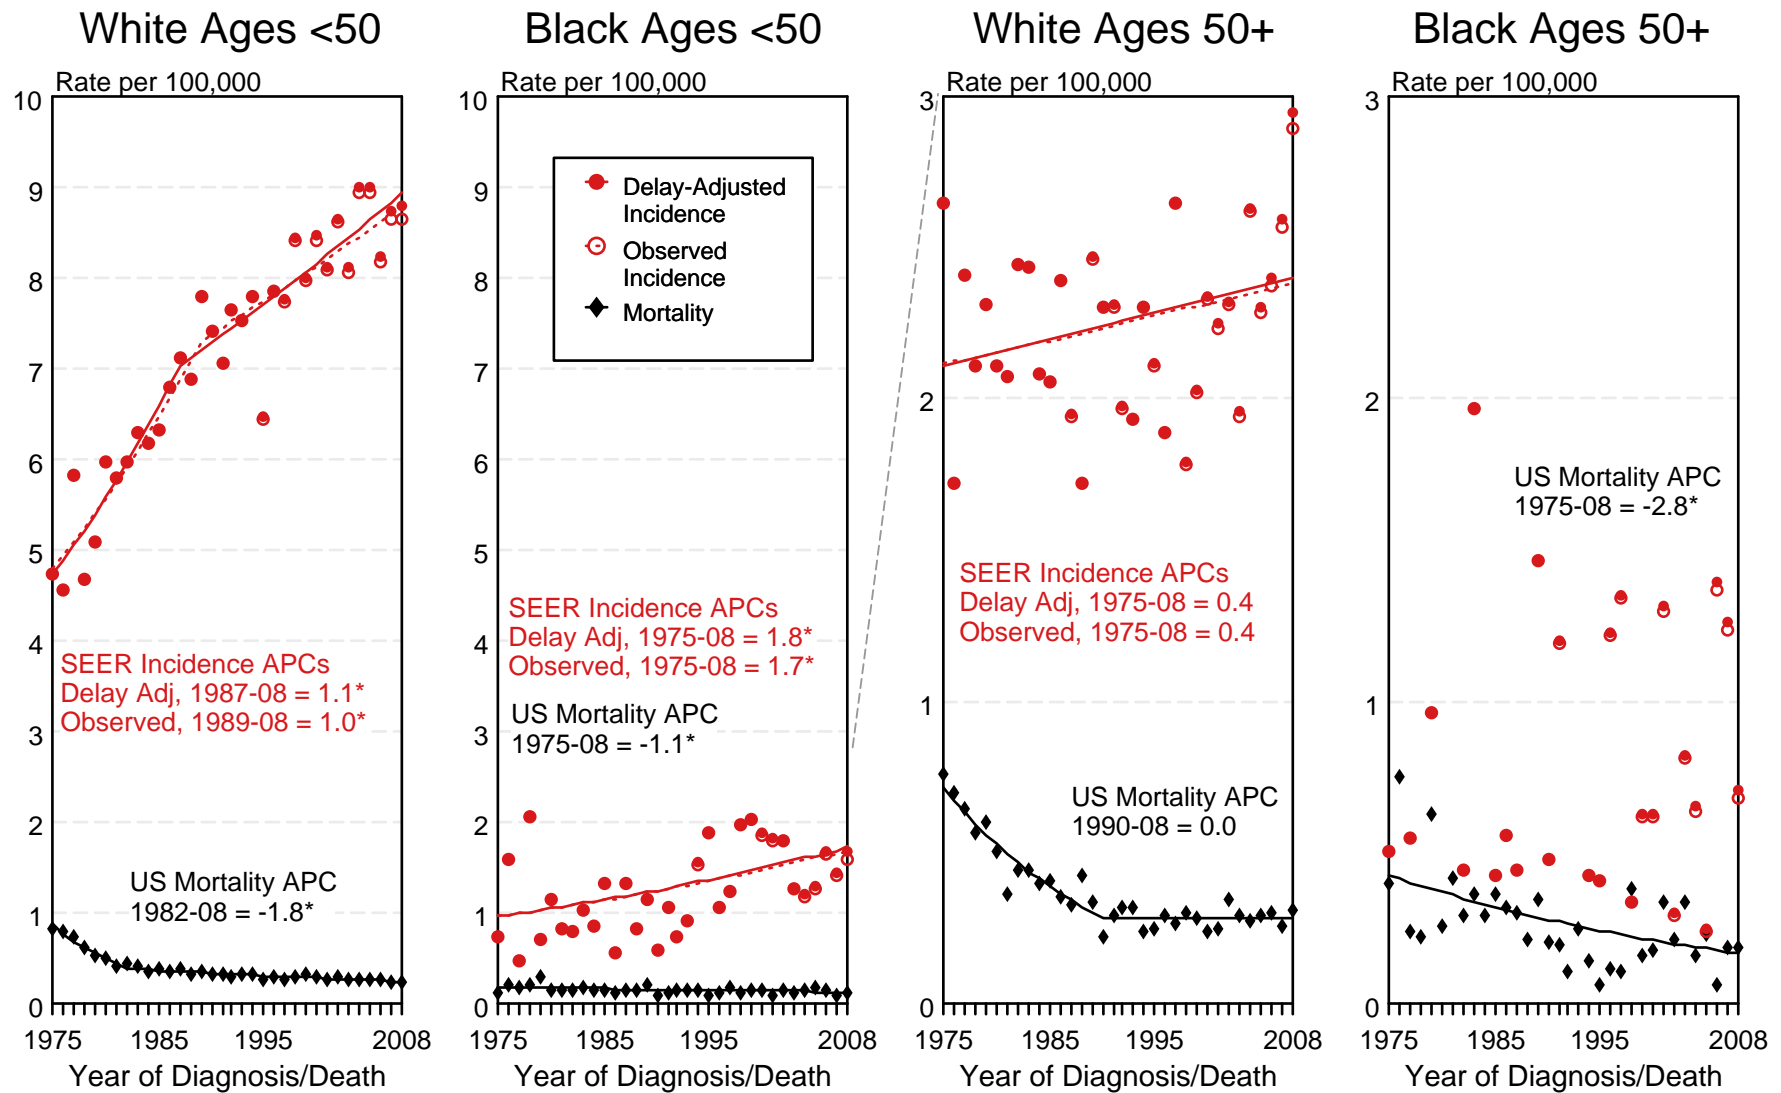 White Ages <50
Rate per 100,000
10
9
8
7
6
5
4
3
2
1
0
SEER Incidence APCs
Delay Adj, 1987-08 = 1.1*
Observed, 1989-08 = 1.0*
US Mortality APC
1982-08 = -1.8*
1975
1985
1995
2008
Year of Diagnosis/Death
Black Ages <50
Rate per 100,000
10
9
8
7
6
5
4
3
2
1
0
Delay-Adjusted
Incidence
Observed
Incidence
Mortality
SEER Incidence APCs
Delay Adj, 1975-08 = 1.8*
Observed, 1975-08 = 1.7*
US Mortality APC
1975-08 = -1.1*
1975
1985
1995
2008
Year of Diagnosis/Death
White Ages 50+
Rate per 100,000
3
2
1
0
SEER Incidence APCs
Delay Adj, 1975-08 = 0.4
Observed, 1975-08 = 0.4
US Mortality APC
1990-08 = 0.0
1975
1985
1995
2008
Year of Diagnosis/Death
Black Ages 50+
Rate per 100,000
3
2
1
0
US Mortality APC
1975-08 = -2.8*
1975
1985
1995
2008
Year of Diagnosis/Death